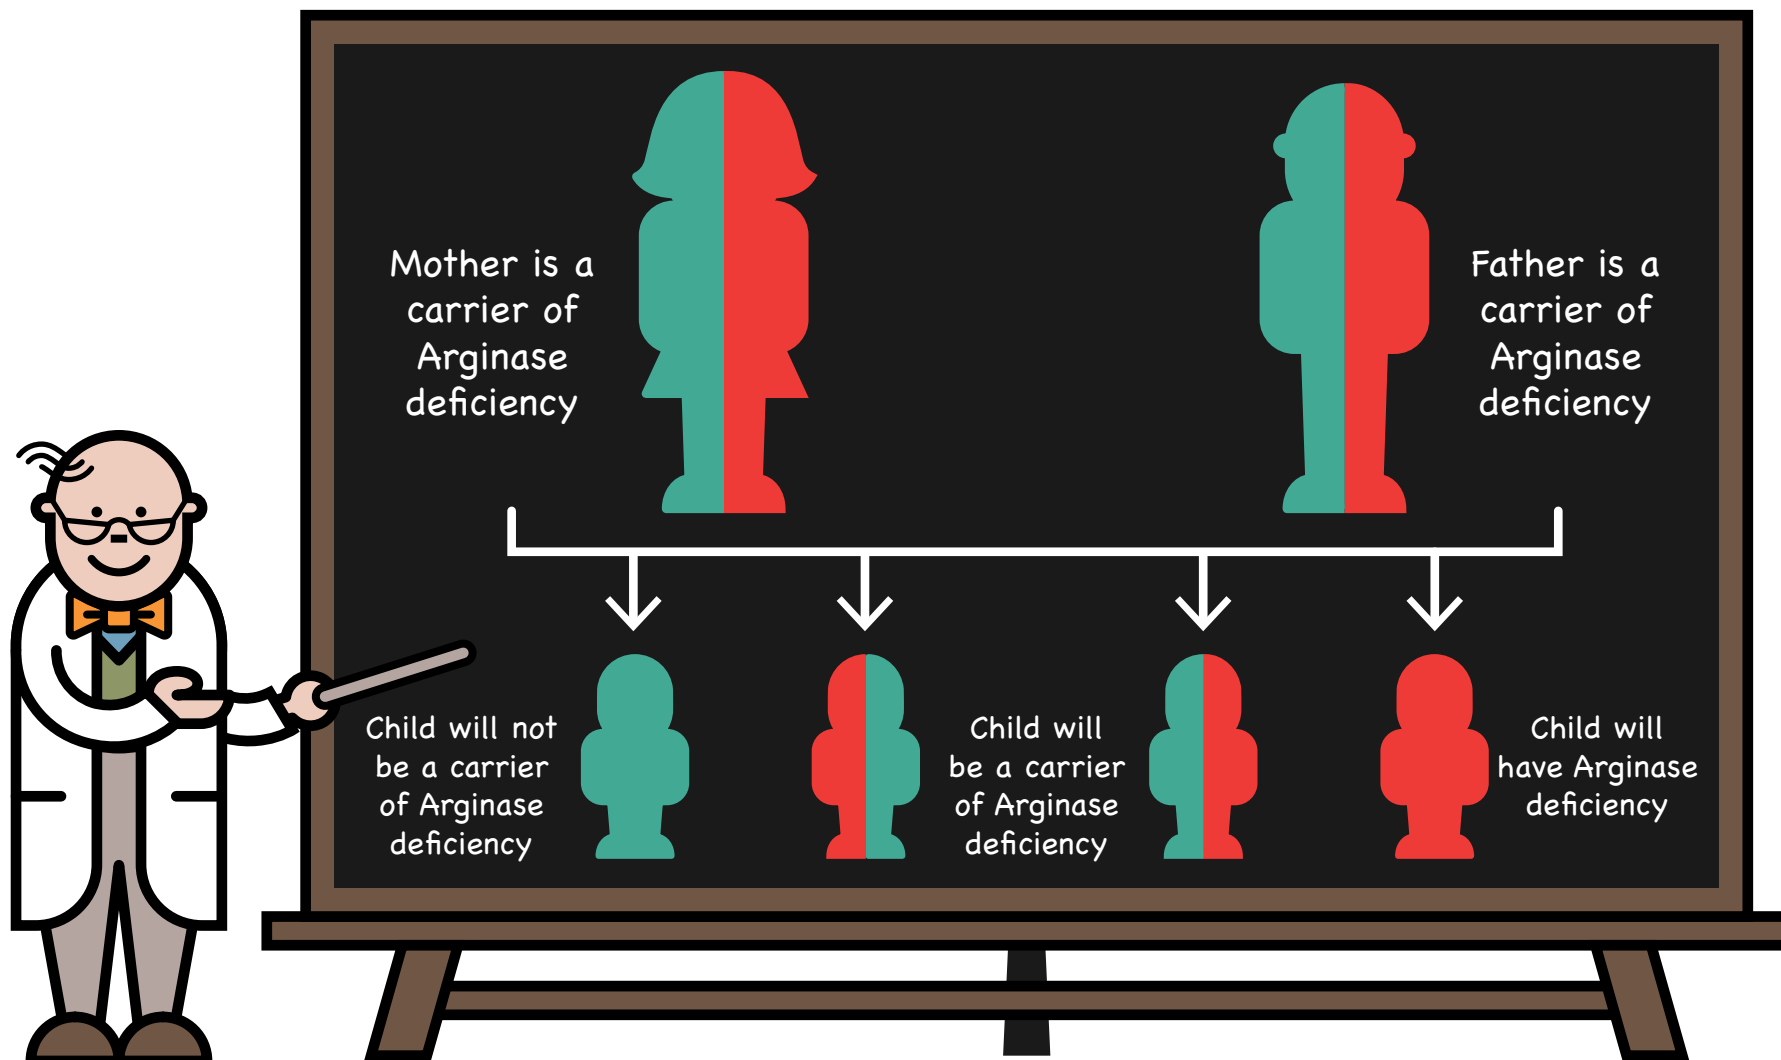 Mother is a
carrier of
Arginase
deficiency
Father is a
carrier of
Arginase
deficiency
Child will not
be a carrier
of Arginase
deficiency
Child will
be a carrier
of Arginase
deficiency
Child will
have Arginase
deficiency